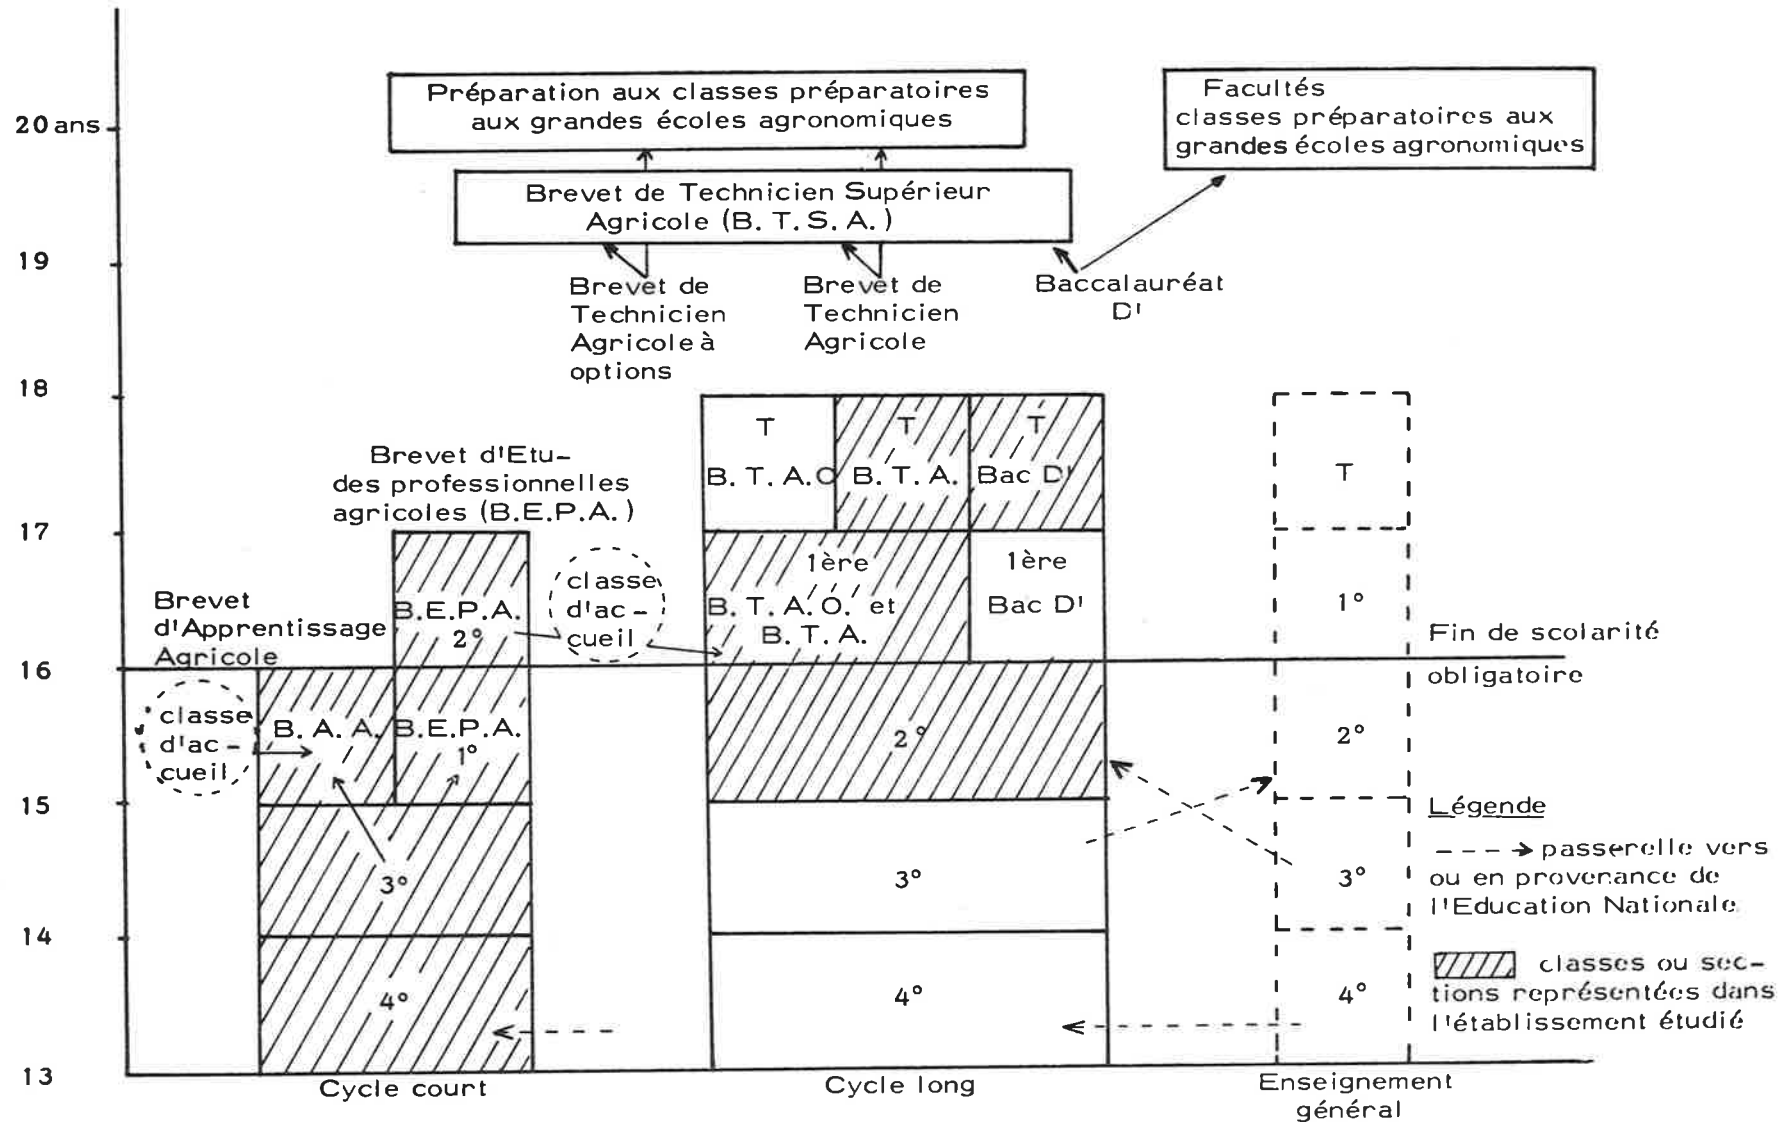 Préparation aux classes préparatoires
aux grandes écoles agronomiques
Facultés
classes préparatoires aux
grandes écoles agronomiques
20 ans
Brevet de Technicien Supérieur
Agricole (B. T. S. A.)
19
Brevet de
Technicien
Agricole à
options
Brevet de
Technicien
Agricole
Baccalauréat
D'
18
T
B. T. A. O
T
B. T. A.
T
Bac D'
T
Brevet d'Etu-
des professionnelles
agricoles (B.E.P.A.)
17
Brevet
d'Apprentissage
Agricole
B.E.P.A.
2°
classe
d'ac-
cueil
1ère
B. T. A. O. et
B. T. A.
1ère
Bac D'
1°
Fin de scolarité
obligatoire
16
classe
d'ac-
cueil
B. A. A.
B.E.P.A.
1°
2°
2°
15
3°
3°
3°
14
4°
4°
4°
13
Cycle court
Cycle long
Enseignement
général
Légende
passerelle vers
ou en provenance de
l'Education Nationale
classes ou sec-
tions représentées dans
l'établissement étudié